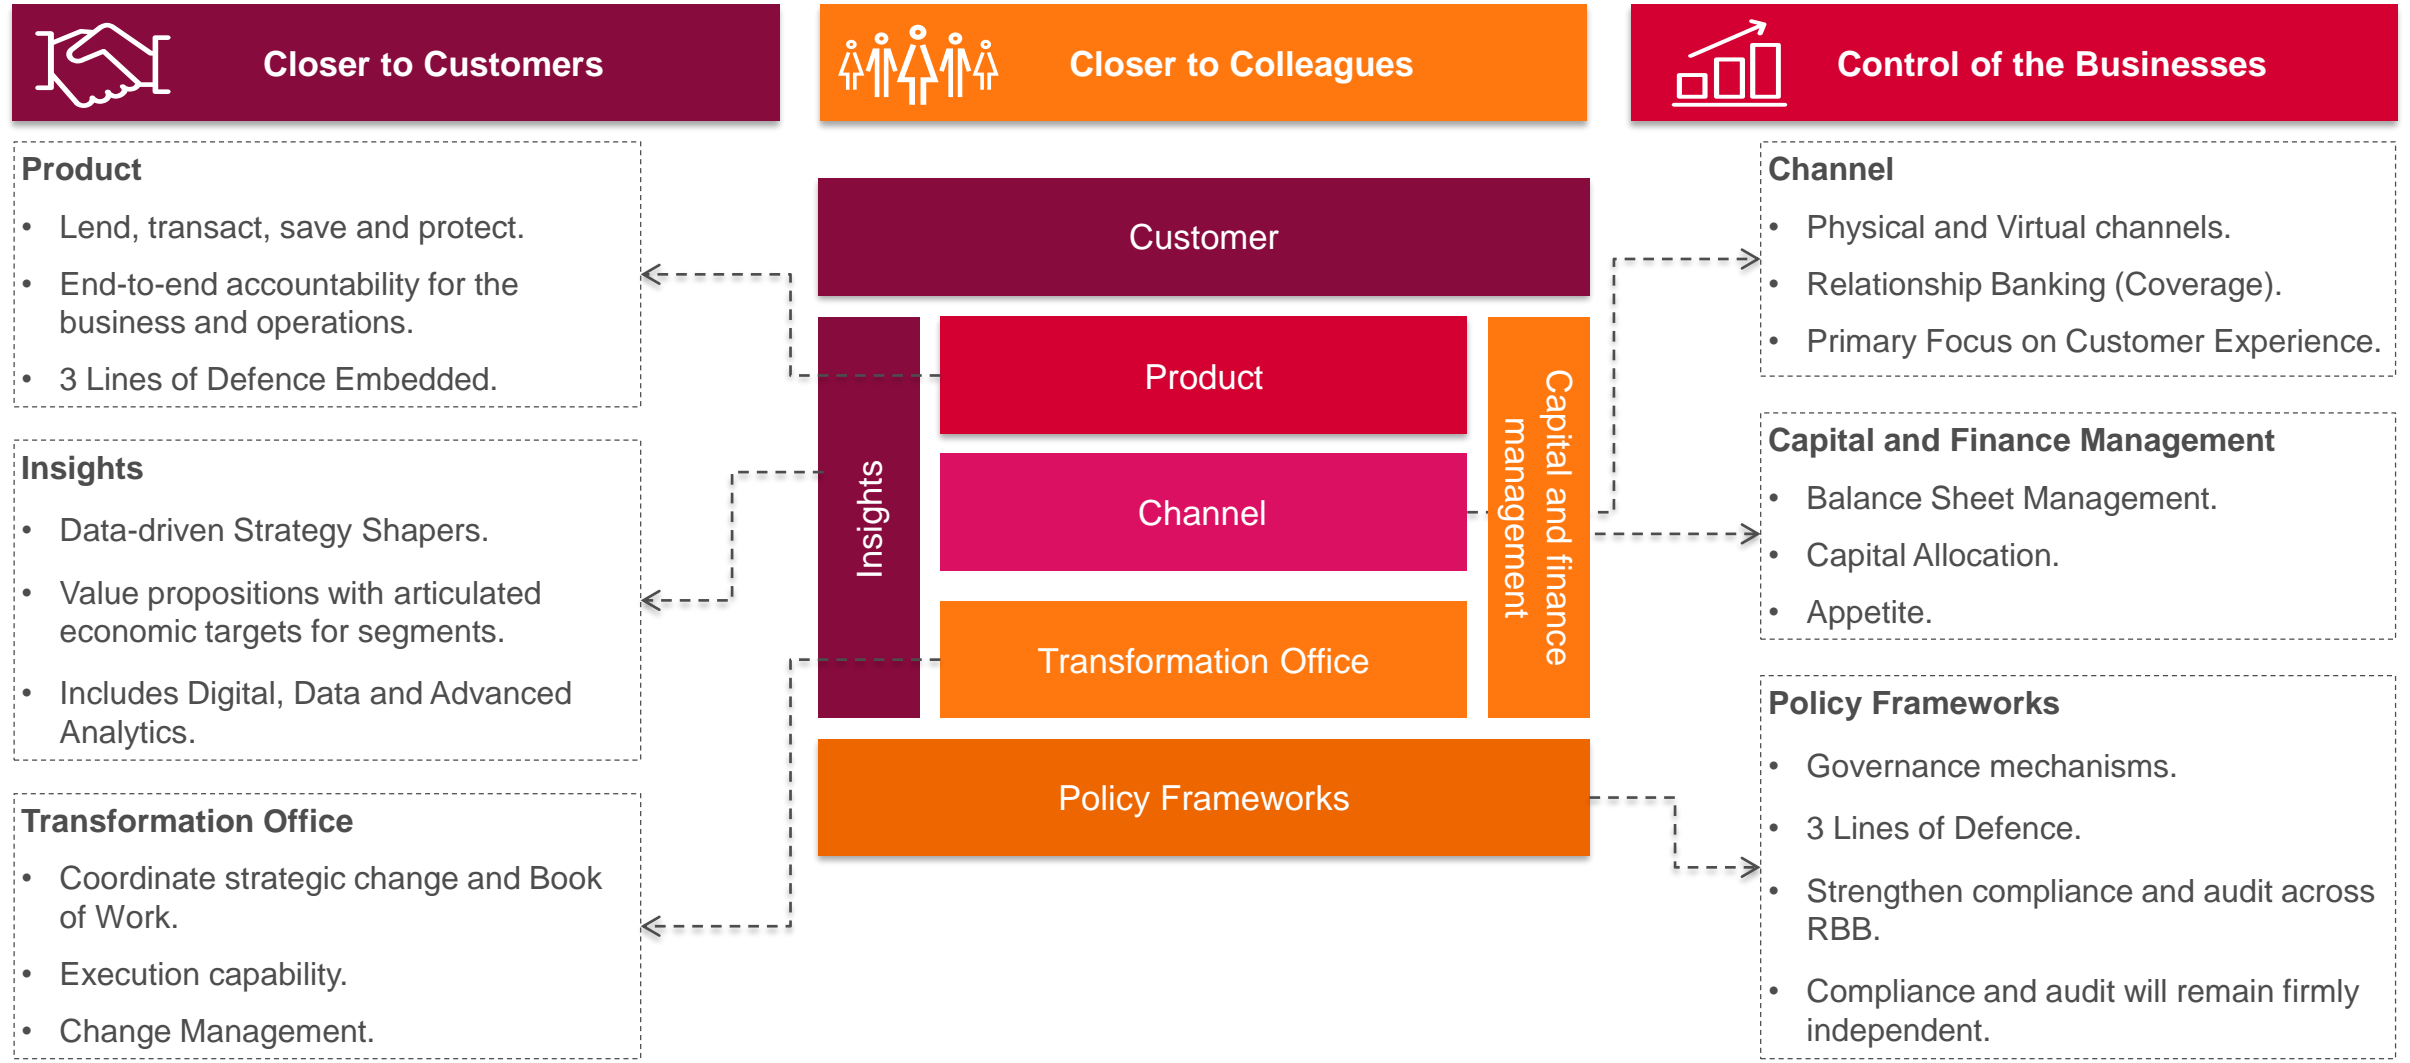 Closer to Customers
Closer to Colleagues
Control of the Businesses
Product
• Lend, transact, save and protect.
• End-to-end accountability for the
business and operations.
• 3 Lines of Defence Embedded.
Insights
• Data-driven Strategy Shapers.
• Value propositions with articulated
economic targets for segments.
• Includes Digital, Data and Advanced
Analytics.
Transformation Office
• Coordinate strategic change and Book
of Work.
• Execution capability.
• Change Management.
Customer
Insights
Product
Channel
Transformation Office
Capital and finance
management
Policy Frameworks
Channel
• Physical and Virtual channels.
• Relationship Banking (Coverage).
• Primary Focus on Customer Experience.
Capital and Finance Management
• Balance Sheet Management.
• Capital Allocation.
• Appetite.
Policy Frameworks
• Governance mechanisms.
• 3 Lines of Defence.
• Strengthen compliance and audit across
RBB.
• Compliance and audit will remain firmly
independent.